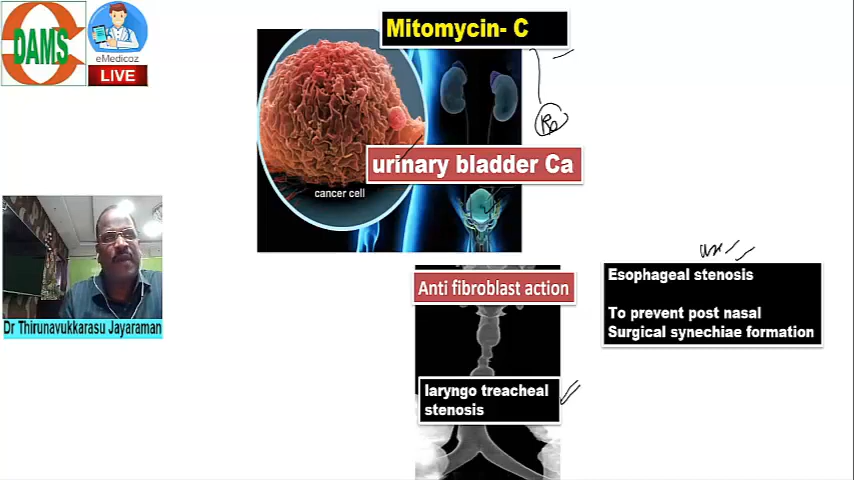 DAMS
eMedicoz
LIVE
Mitomycin- C
urinary bladder Ca
cancer cell
Anti fibroblast action
laryngo treacheal
stenosis
Esophageal stenosis
To prevent post nasal
Surgical synechiae formation
Dr Thirunavukkarasu Jayaraman